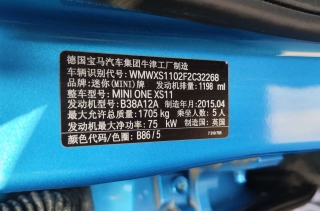 德国宝马汽车集团牛津工厂制造
车辆识别代号:WMWXS1102F2C32268
品牌:迷你(MINI)牌 发动机排量:1198 ml
整车型号:MINI ONE XS11
发动机型号:B38A12A 制造年月:2015.04
最大允许总质量:1705 kg 乘坐人数:5 人
发动机最大净功率:75 kW 制造国:英国
颜色代码/色圈:B86/5